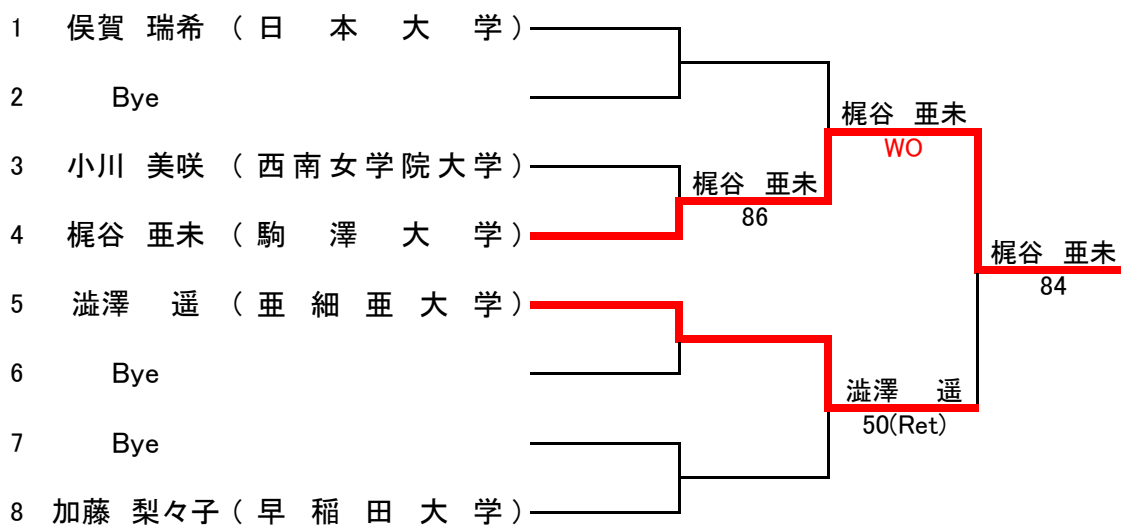 1 俣賀 瑞希 ( 日 本 大 学 )
2 Bye
梶谷 亜未
WO
3 小川 美咲 ( 西 南 女 学 院 大 学 )
梶谷 亜未
86
4 梶谷 亜未 ( 駒 澤 大 学 )
梶谷 亜未
84
5 澁澤 遥 ( 亜 細 亜 大 学 )
6 Bye
澁澤 遥
50(Ret)
7 Bye
8 加藤 梨々子 ( 早 稲 田 大 学 )